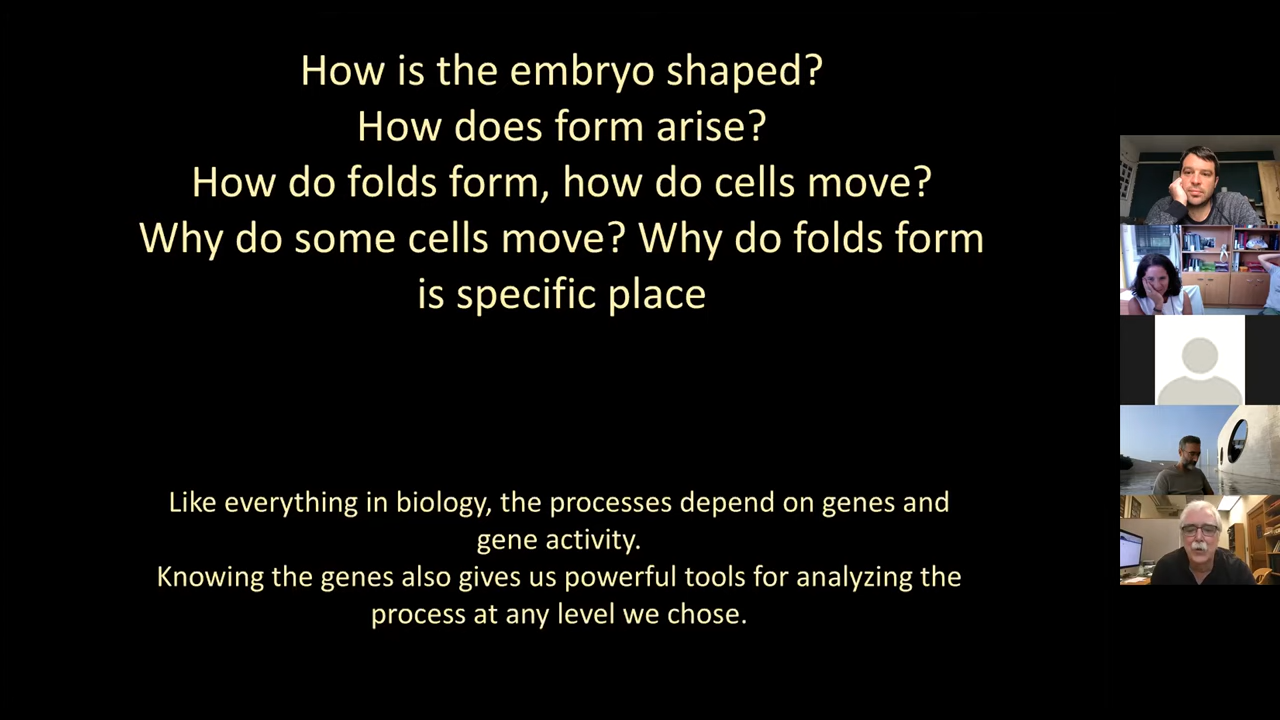 How is the embryo shaped?
How does form arise?
How do folds form, how do cells move?
Why do some cells move? Why do folds form
is specific place
Like everything in biology, the processes depend on genes and
gene activity.
Knowing the genes also gives us powerful tools for analyzing the
process at any level we chose.